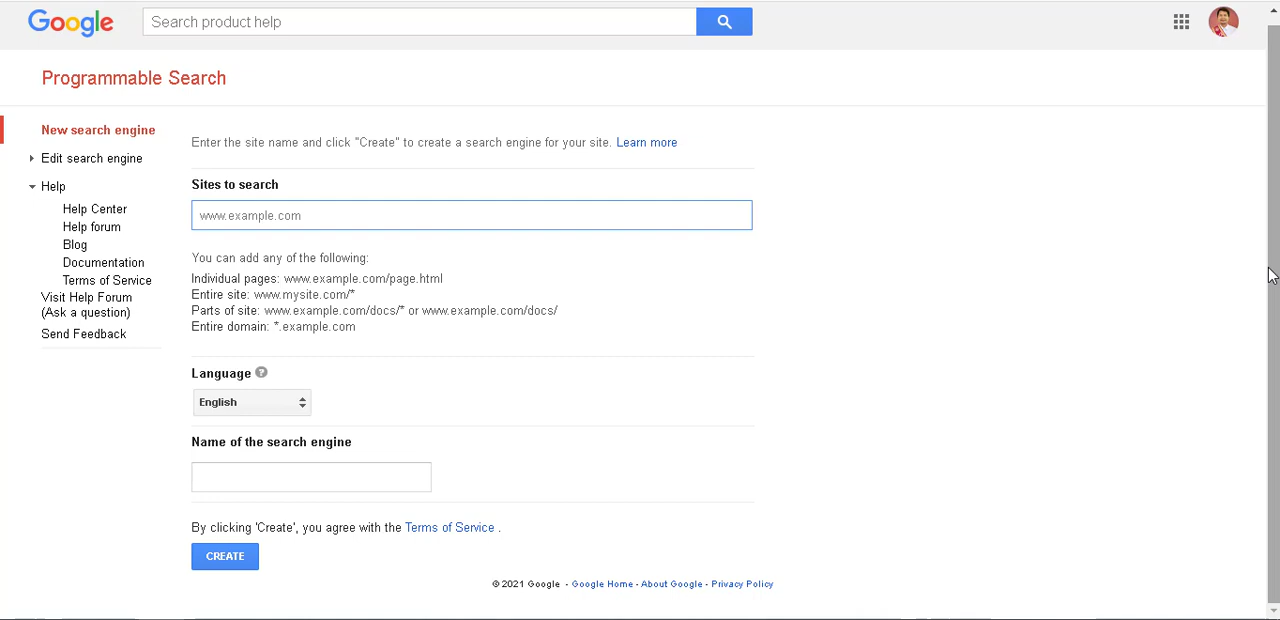 Google
Search product help
Programmable Search
New search engine
Edit search engine
Help
Help Center
Help forum
Blog
Documentation
Terms of Service
Visit Help Forum
(Ask a question)
Send Feedback
Enter the site name and click "Create" to create a search engine for your site. Learn more
Sites to search
www.example.com
You can add any of the following:
Individual pages: www.example.com/page.html
Entire site: www.mysite.com/*
Parts of site: www.example.com/docs/* or www.example.com/docs/
Entire domain: *.example.com
Language ?
English
Name of the search engine
By clicking 'Create', you agree with the Terms of Service .
CREATE
© 2021 Google - Google Home - About Google - Privacy Policy